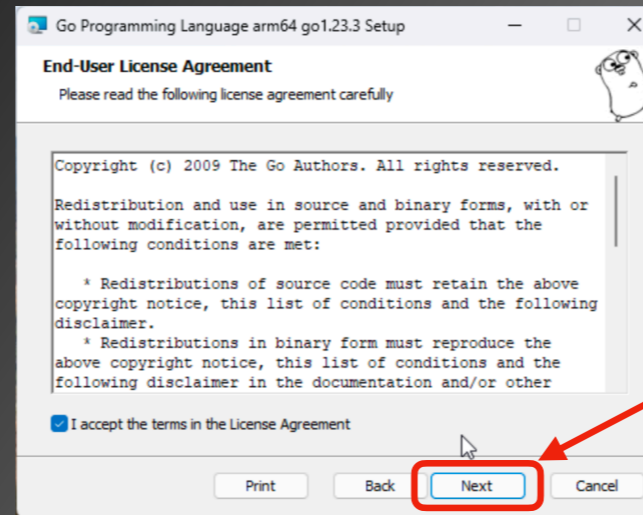 Go Programming Language arm64 go1.23.3 Setup
End-User License Agreement
Please read the following license agreement carefully
Copyright (c) 2009 The Go Authors. All rights reserved.
Redistribution and use in source and binary forms, with or
without modification, are permitted provided that the
following conditions are met:
* Redistributions of source code must retain the above
copyright notice, this list of conditions and the following
disclaimer.
* Redistributions in binary form must reproduce the
above copyright notice, this list of conditions and the
following disclaimer in the documentation and/or other
I accept the terms in the License Agreement
Print Back Next Cancel